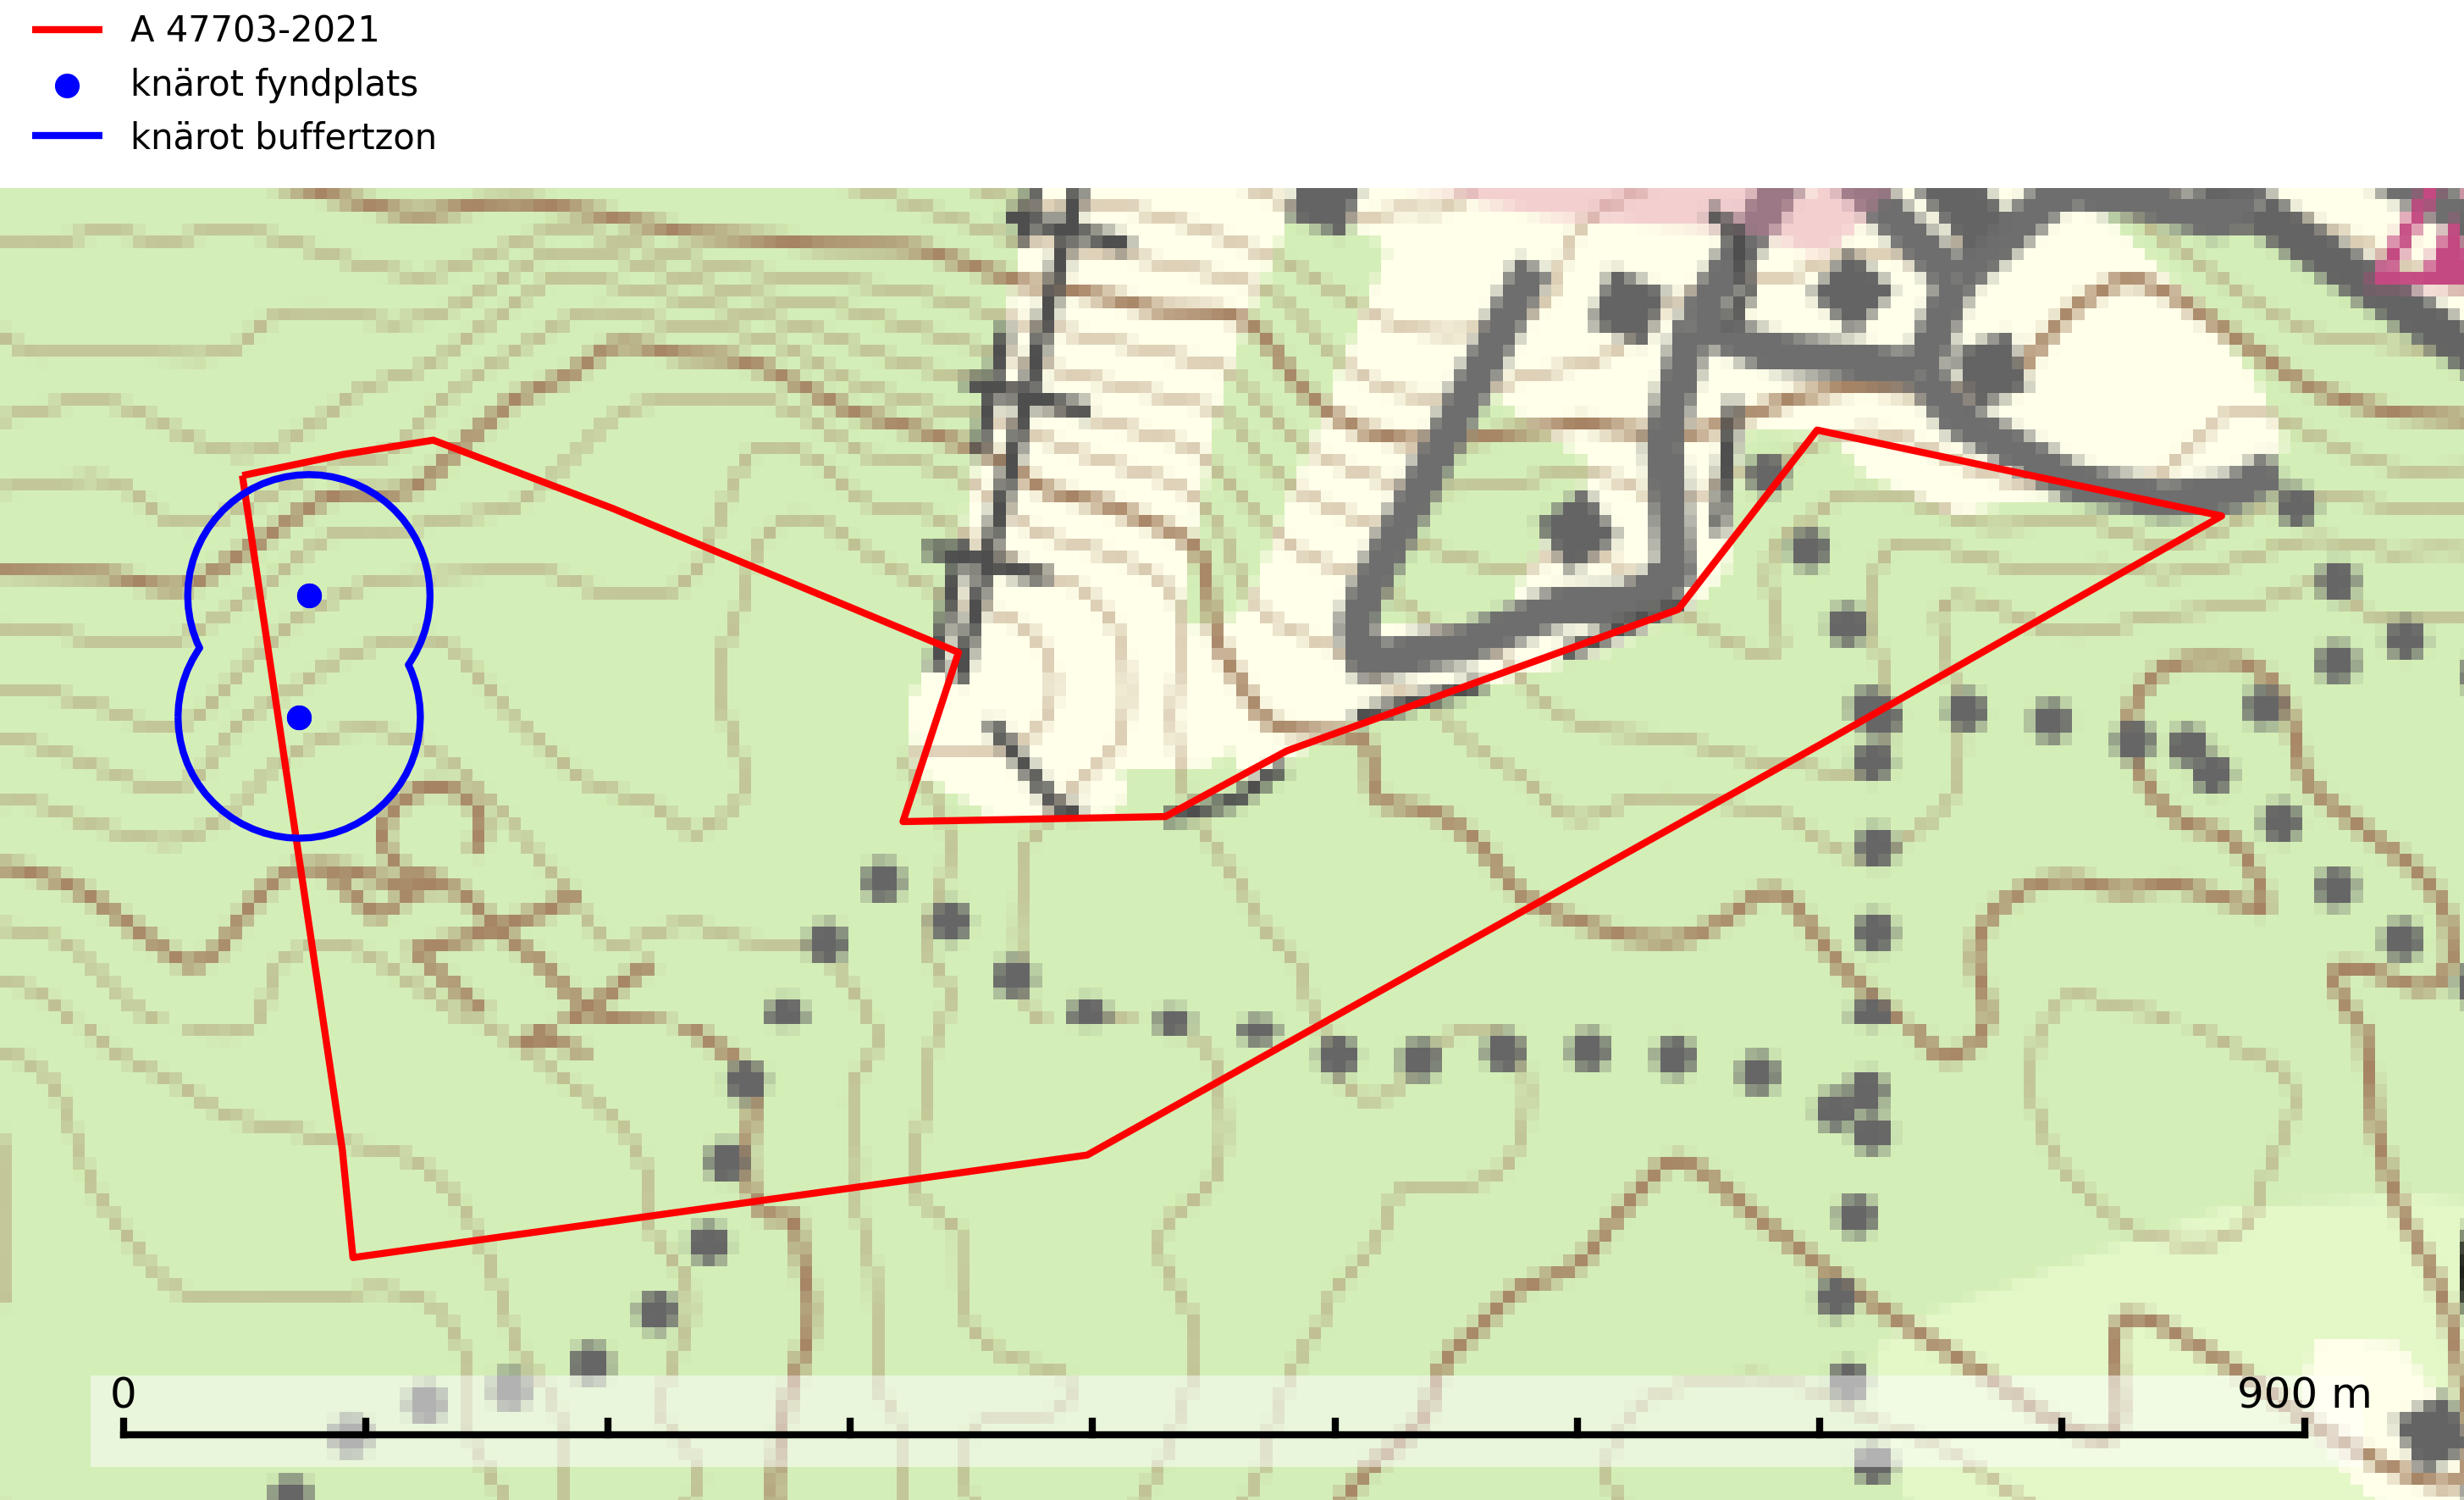 A 47703-2021
knärot fyndplats
knärot buffertzon
0 900 m